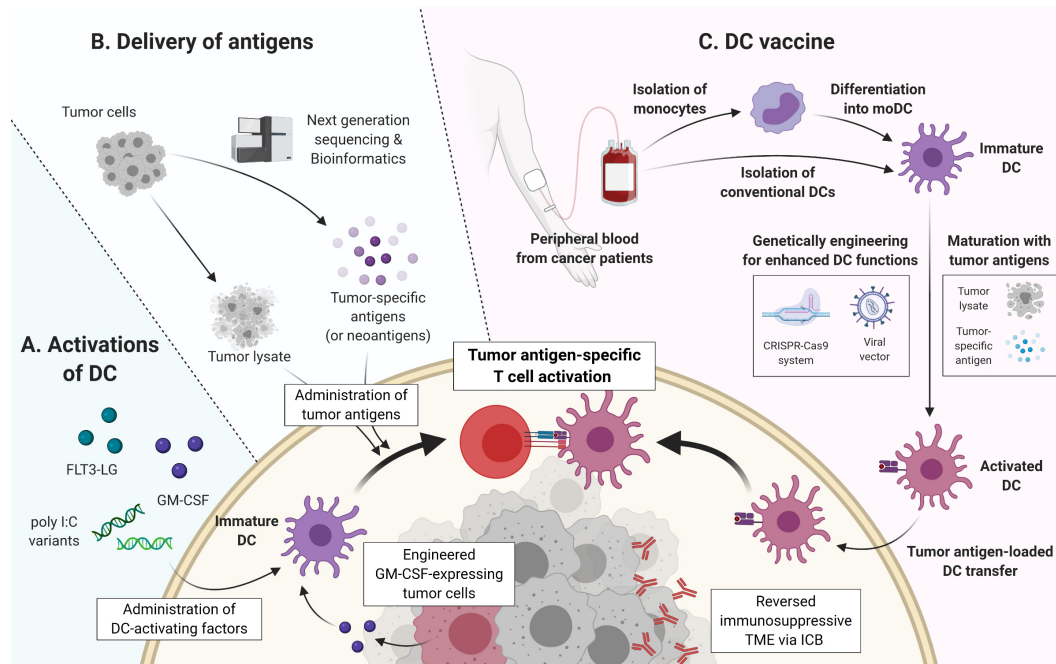 B. Delivery of antigens
Tumor cells
Next generation
sequencing &
Bioinformatics
Tumor-specific
antigens
(or neoantigens)
Tumor lysate
A. Activations
of DC
FLT3-LG
GM-CSF
poly I:C
variants
Administration of
DC-activating factors
Administration of
tumor antigens
Immature
DC
Engineered
GM-CSF-expressing
tumor cells
Tumor antigen-specific
T cell activation
Reversed
immunosuppressive
TME via ICB
C. DC vaccine
Isolation of
monocytes
Differentiation
into moDC
Immature
DC
Isolation of
conventional DCs
Peripheral blood
from cancer patients
Genetically engineering
for enhanced DC functions
CRISPR-Cas9
system
Viral
vector
Maturation with
tumor antigens
Tumor
lysate
Tumor-
specific
antigen
Activated
DC
Tumor antigen-loaded
DC transfer